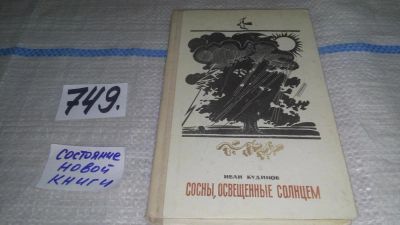 749.
СОСТОЯНИЕ
НОВОЙ
КНИГИ
ИВАН КУДИНОВ
СОСНЫ, ОСВЕЩЕННЫЕ СОЛНЦЕМ